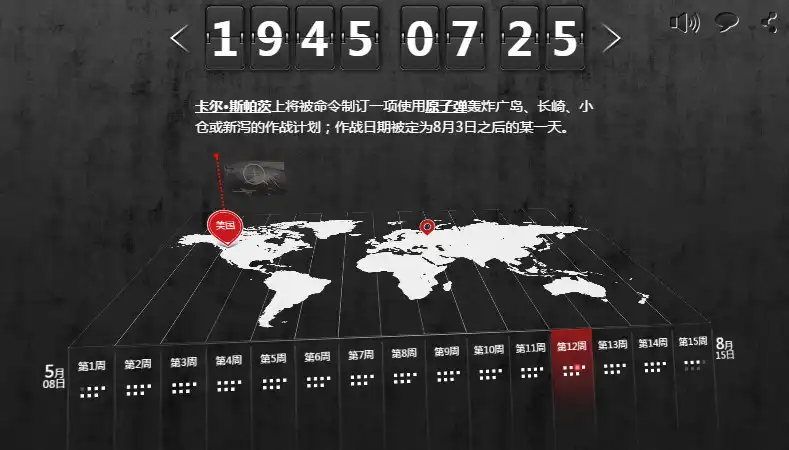 1945 07 25
卡尔•斯帕茨上将被命令制订一项使用原子弹轰炸广岛、长崎、小
仓或新泻的作战计划；作战日期被定为8月3日之后的某一天。
美国
5月
08日
第1周
第2周
第3周
第4周
第5周
第6周
第7周
第8周
第9周
第10周
第11周
第12周
第13周
第14周
第15周
8月
15日